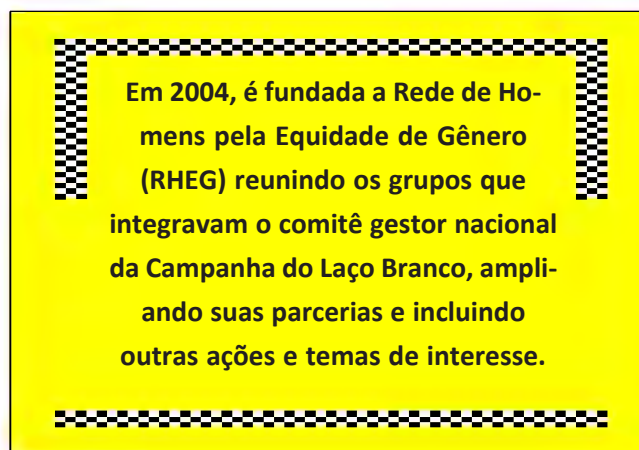 Em 2004, é fundada a Rede de Ho-
mens pela Equidade de Gênero
(RHEG) reunindo os grupos que
integravam o comitê gestor nacional
da Campanha do Laço Branco, ampli-
ando suas parcerias e incluindo
outras ações e temas de interesse.